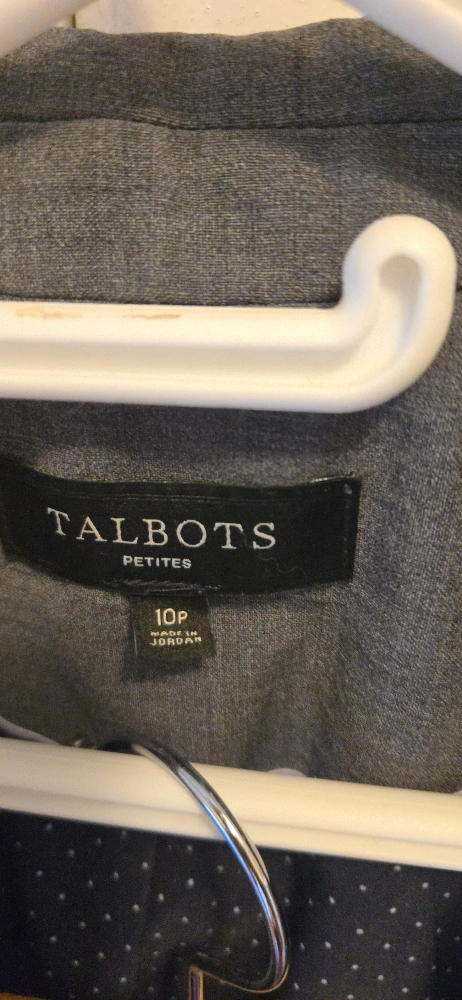 TALBOTS
PETITES
10P
MADE IN
JORDAN